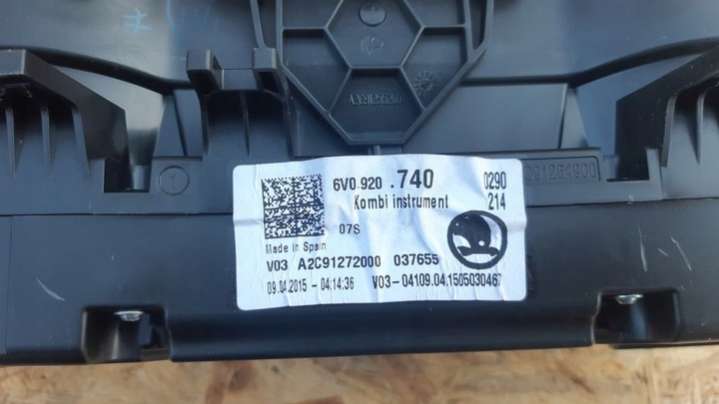 6V0.920 .740 0290
Kombi instrument 214
07S
Made in Spain
V03 A2C91272000 037655
09.04.2015 - 04:14:36 V03-04109.04.1505030467